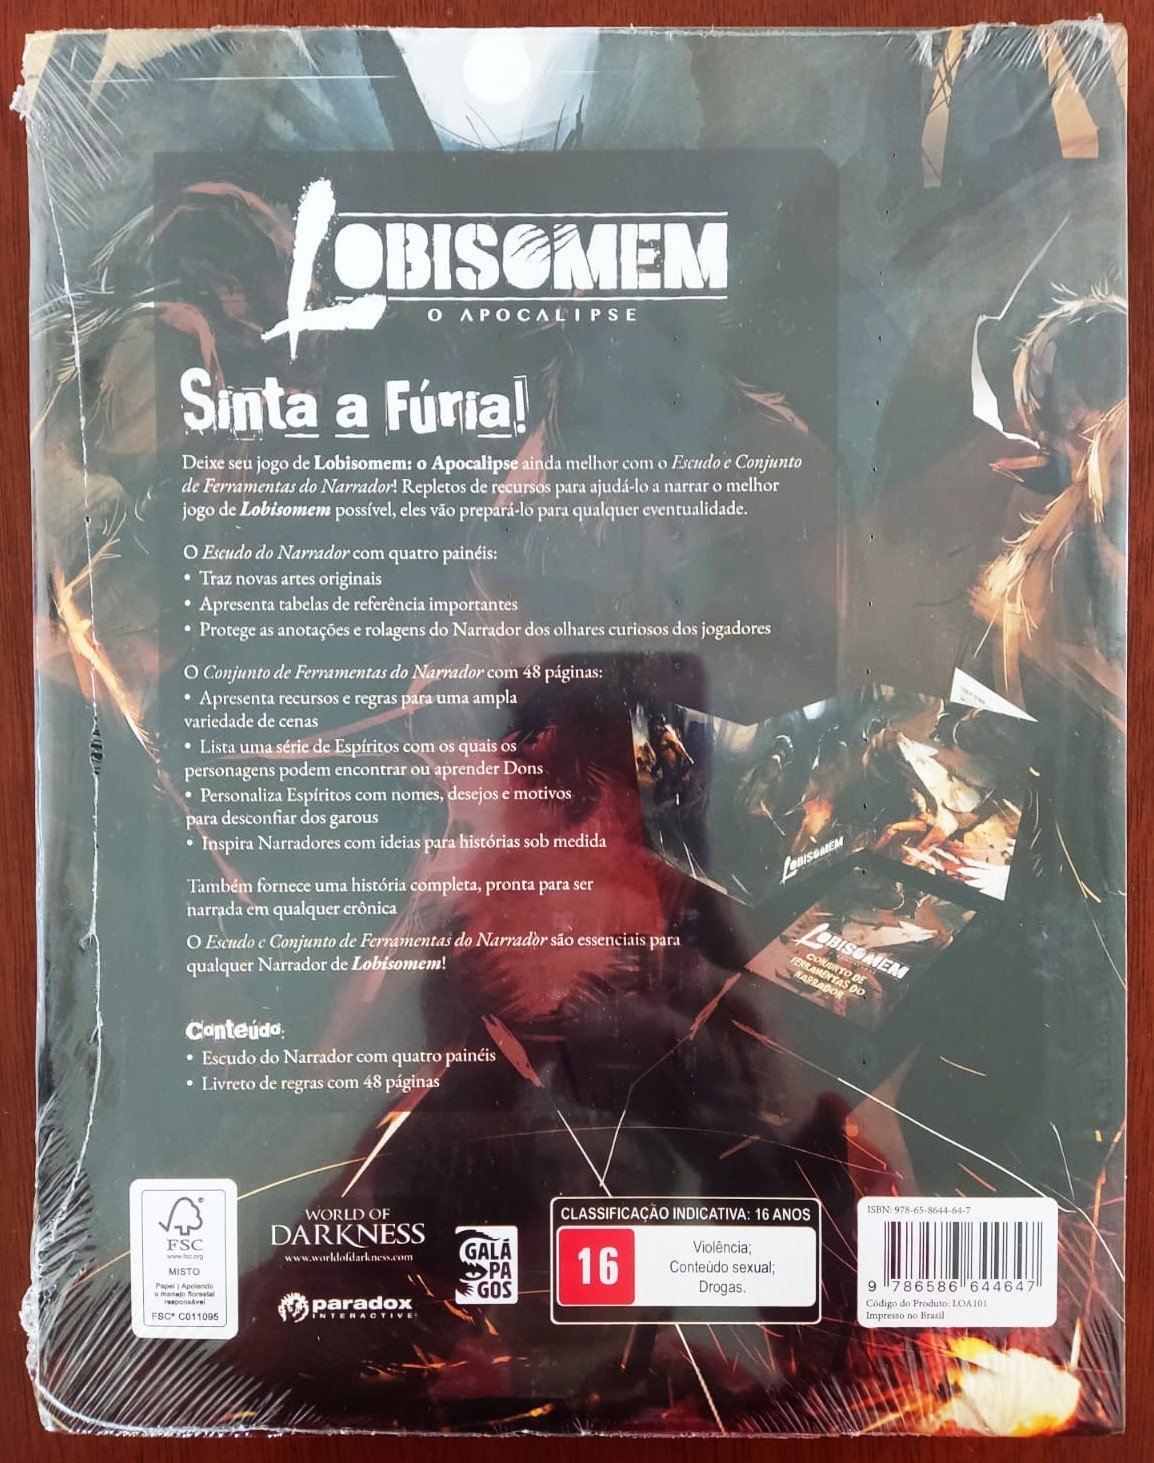 LOBISOMEM
O APOCALIPSE
Sinta a Fúria!
Deixe seu jogo de Lobisomem: o Apocalipse ainda melhor com o Escudo e Conjunto
de Ferramentas do Narrador! Repletos de recursos para ajudá-lo a narrar o melhor
jogo de Lobisomem possível, eles vão prepará-lo para qualquer eventualidade.
O Escudo do Narrador com quatro painéis:
• Traz novas artes originais
• Apresenta tabelas de referência importantes
• Protege as anotações e rolagens do Narrador dos olhares curiosos dos jogadores
O Conjunto de Ferramentas do Narrador com 48 páginas:
• Apresenta recursos e regras para uma ampla
variedade de cenas
• Lista uma série de Espíritos com os quais os
personagens podem encontrar ou aprender Dons
• Personaliza Espíritos com nomes, desejos e motivos
para desconfiar dos garous
• Inspira Narradores com ideias para histórias sob medida
LOBISOMEM
Também fornece uma história completa, pronta para ser
narrada em qualquer crônica
O Escudo e Conjunto de Ferramentas do Narrador são essenciais para
qualquer Narrador de Lobisomem!
LOBISOMEM
CONJUNTO DE
FERRAMENTAS DO
NARRADOR
Conteúdo:
• Escudo do Narrador com quatro painéis
• Livreto de regras com 48 páginas
FSC
www.fsc.org
MISTO
Papel | Apoiando
o manejo florestal
responsável
FSC® C011095
WORLD OF
DARKNESS
www.worldofdarkness.com
paradox
INTERACTIVE
GALÁ
PA
GOS
CLASSIFICAÇÃO INDICATIVA: 16 ANOS
16
Violência;
Conteúdo sexual;
Drogas.
ISBN: 978-65-8644-64-7
9 786586 644647
Código do Produto: LOA101
Impresso no Brasil